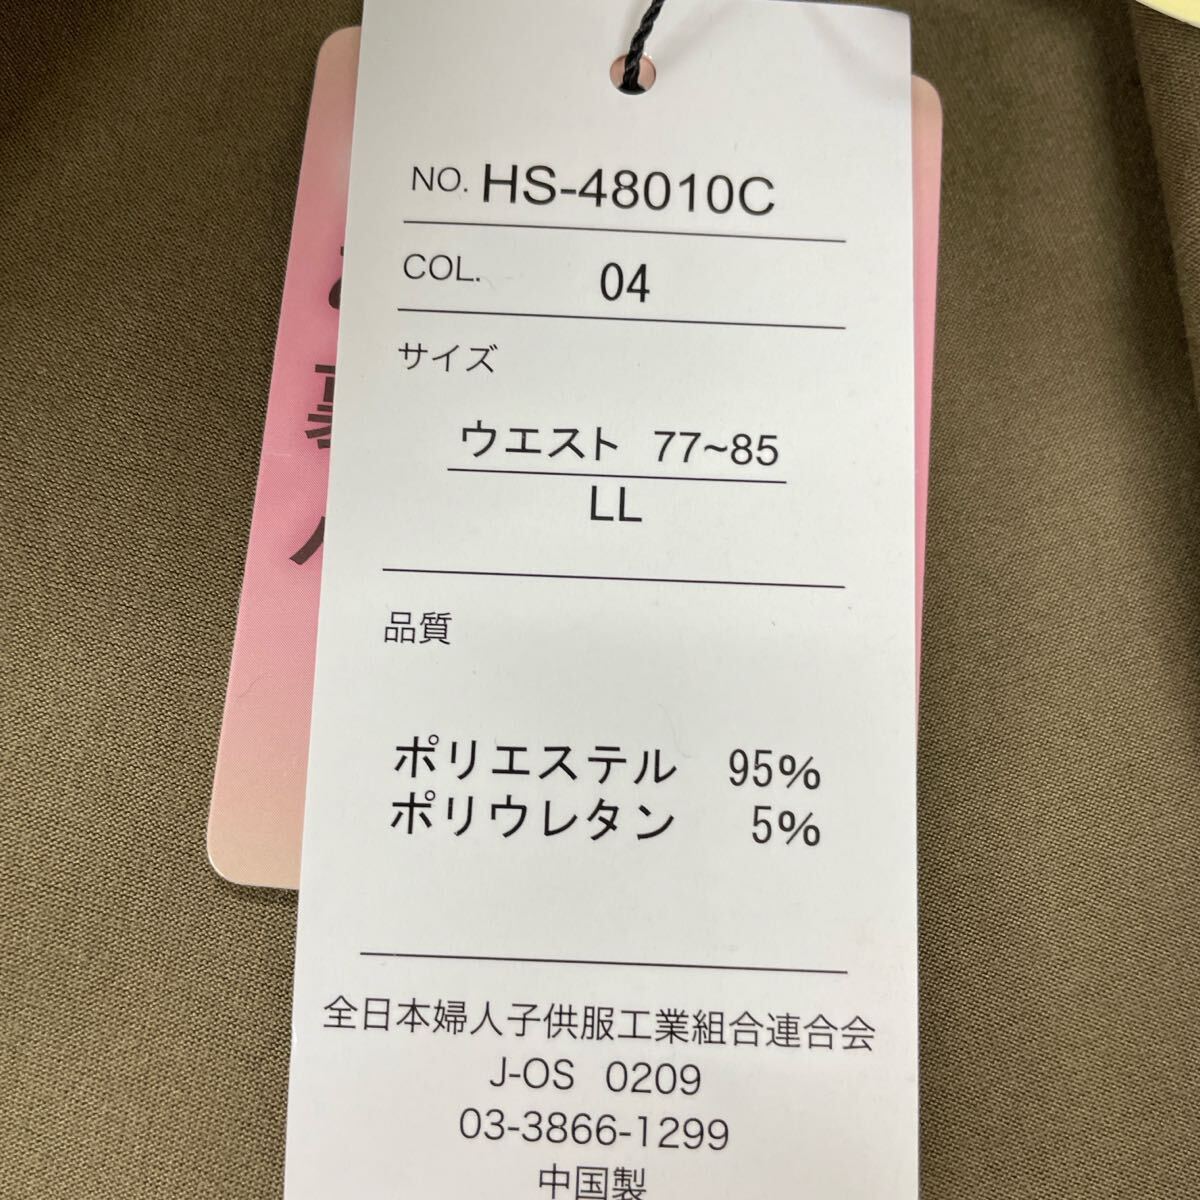 NO. HS-48010C
COL. 04
サイズ
ウエスト 77~85
LL
品質
ポリエステル 95%
ポリウレタン 5%
全日本婦人子供服工業組合連合会
J-OS 0209
03-3866-1299
中国製